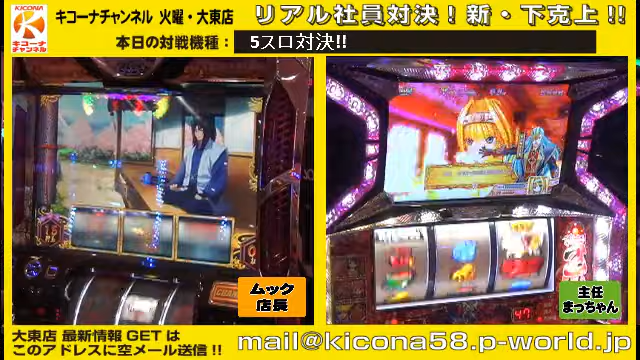 KICONA
キコーナ
チャンネル
キコーナチャンネル 火曜・大東店
リアル社員対決！新・下克上!!
本日の対戦機種： 5スロ対決!!
ムック
店長
主任
まっちゃん
大東店 最新情報 GET は
このアドレスに空メール送信!!
mail@kicona58.p-world.jp